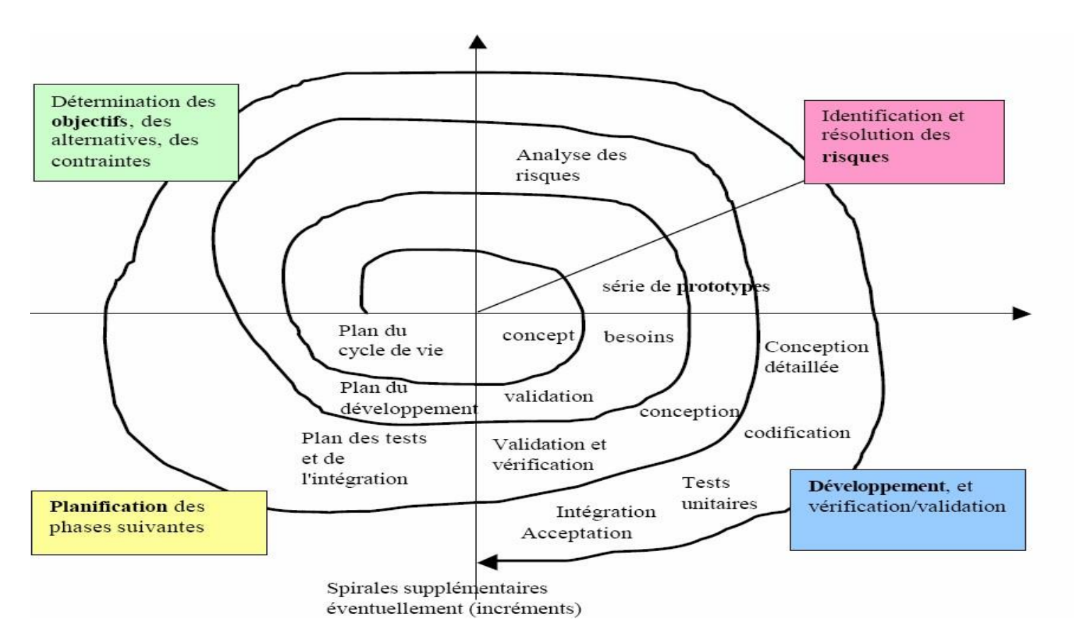 Détermination des
objectifs, des
alternatives, des
contraintes
Identification et
résolution des
risques
Analyse des
risques
série de prototypes
Plan du
cycle de vie
concept
besoins
Conception
détaillée
Plan du
développement
validation
conception
codification
Plan des tests
et de
l'intégration
Validation et
vérification
Tests
unitaires
Intégration
Acceptation
Planification des
phases suivantes
Développement, et
vérification/validation
Spirales supplémentaires
éventuellement (incréments)